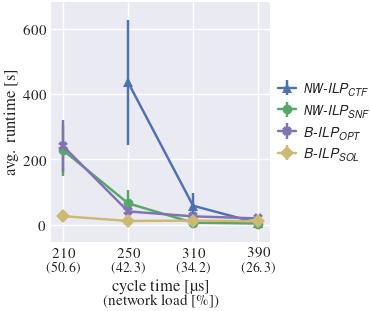 600
400
200
0
avg. runtime [s]
210 250 310 390
(50.6) (42.3) (34.2) (26.3)
cycle time [µs]
(network load [%])
NW-ILP_CTF
NW-ILP_SNF
B-ILP_OPT
B-ILP_SOL